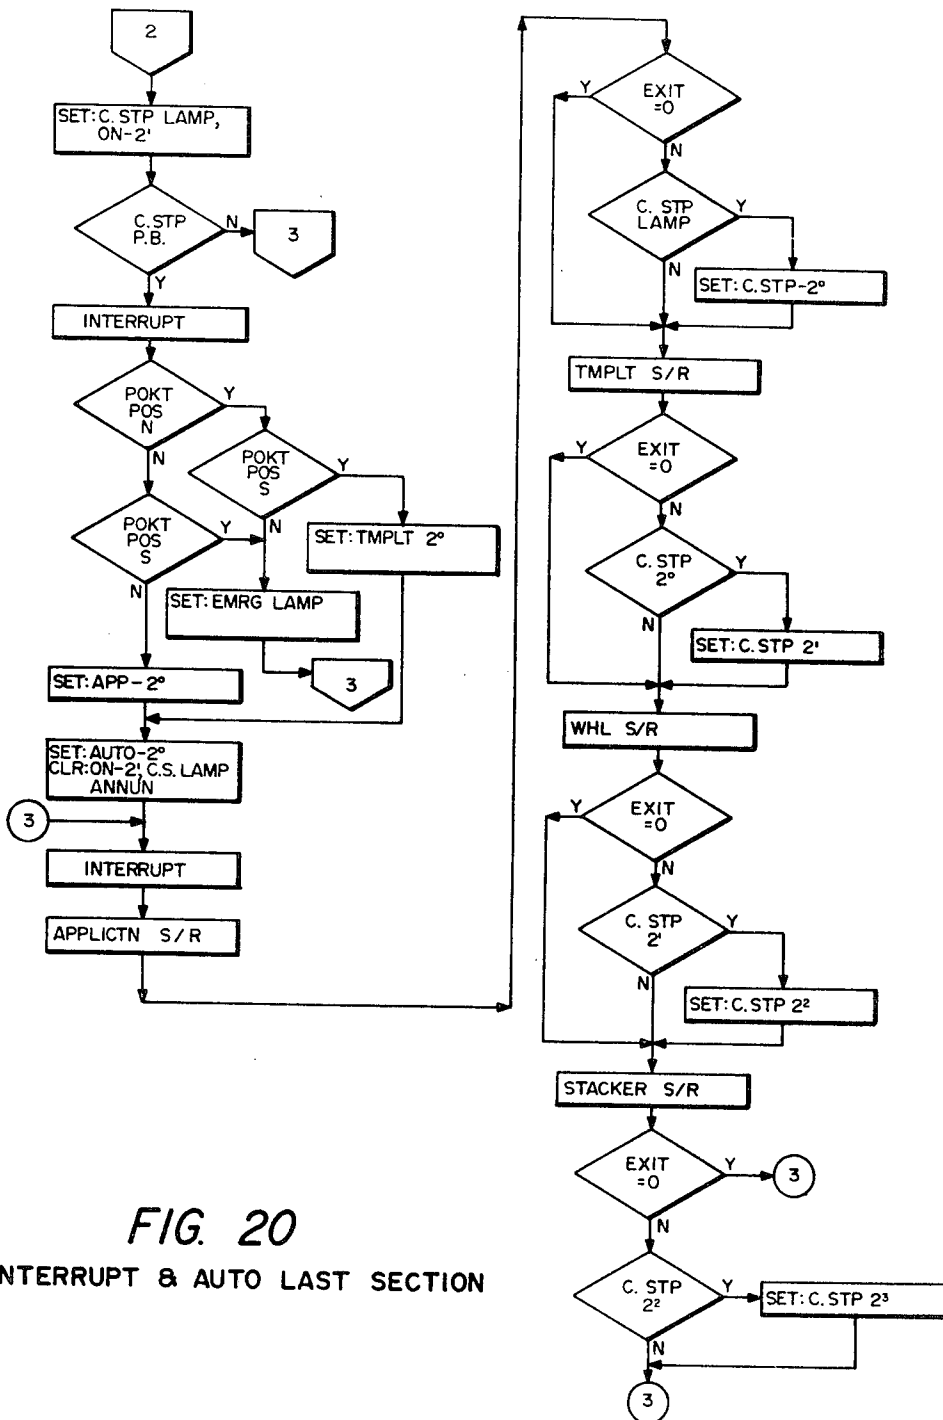 2
SET: C. STP LAMP,
ON-2'
C.STP
P.B.
N
3
Y
INTERRUPT
POKT
POS
N
Y
N
POKT
POS
S
Y
N
POKT
POS
S
Y
N
SET: TMPLT 2°
SET: EMRG LAMP
3
SET: APP-2°
SET: AUTO-2°
CLR: ON-2', C.S. LAMP
ANNUN
3
INTERRUPT
APPLICTN S/R
EXIT
=0
Y
N
C. STP
LAMP
Y
N
SET: C. STP-2°
TMPLT S/R
EXIT
=0
Y
N
C. STP
2°
Y
N
SET: C. STP 2'
WHL S/R
EXIT
=0
Y
N
C. STP
2'
Y
N
SET: C. STP 2²
STACKER S/R
EXIT
=0
Y
3
N
C. STP
2²
Y
SET: C. STP 2³
N
3
FIG. 20
NTERRUPT & AUTO LAST SECTION